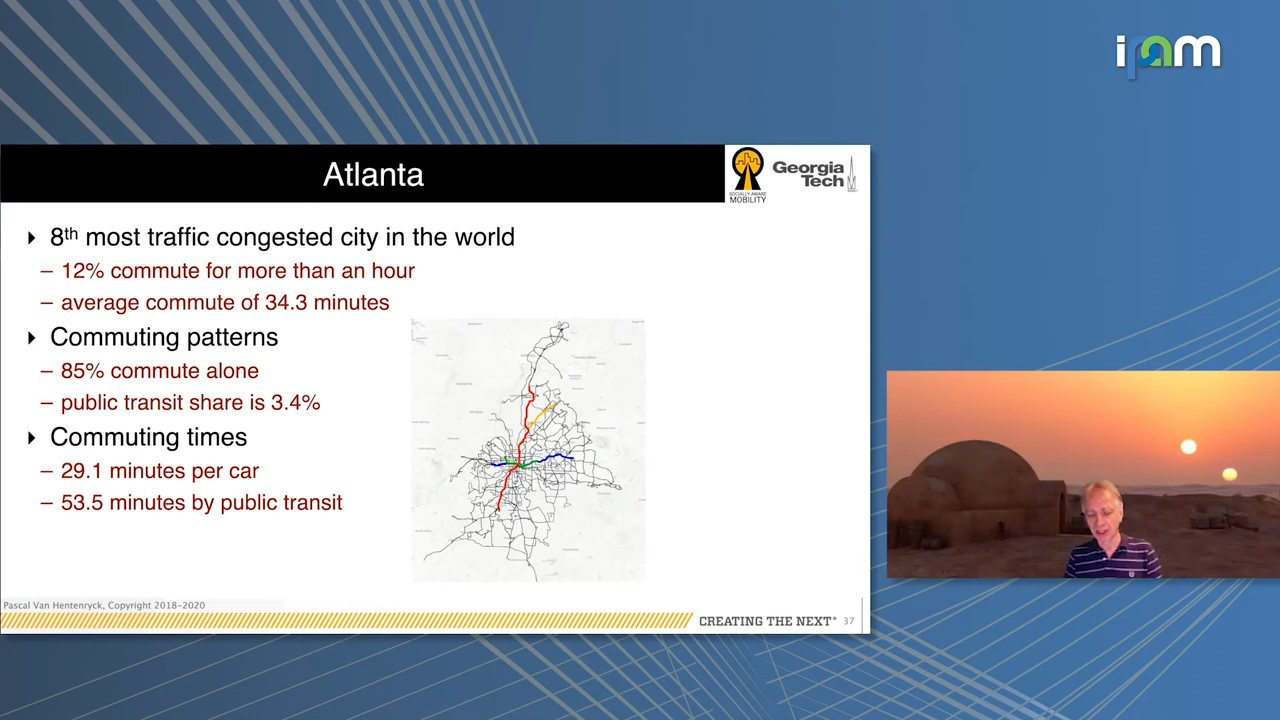 ipam
Atlanta
SOCIALLY-AWARE
MOBILITY
Georgia
Tech
8th most traffic congested city in the world
– 12% commute for more than an hour
– average commute of 34.3 minutes
Commuting patterns
– 85% commute alone
– public transit share is 3.4%
Commuting times
– 29.1 minutes per car
– 53.5 minutes by public transit
Pascal Van Hentenryck, Copyright 2018-2020
CREATING THE NEXT® 37